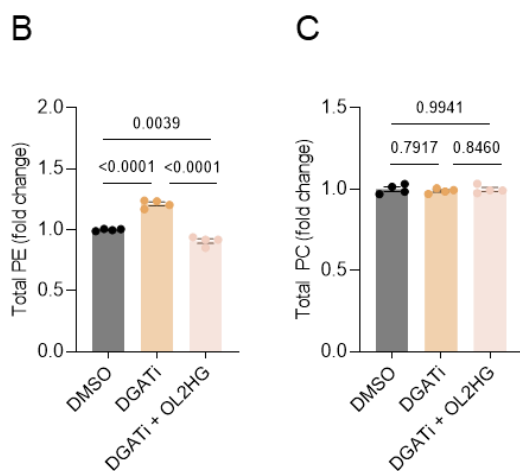 B
C
Total PE (fold change)
2.0
1.5
1.0
0.5
0.0
0.0039
<0.0001
<0.0001
DMSO
DGATi
DGATi + OL2HG
Total PC (fold change)
1.5
1.0
0.5
0.0
0.9941
0.7917
0.8460
DMSO
DGATi
DGATi + OL2HG